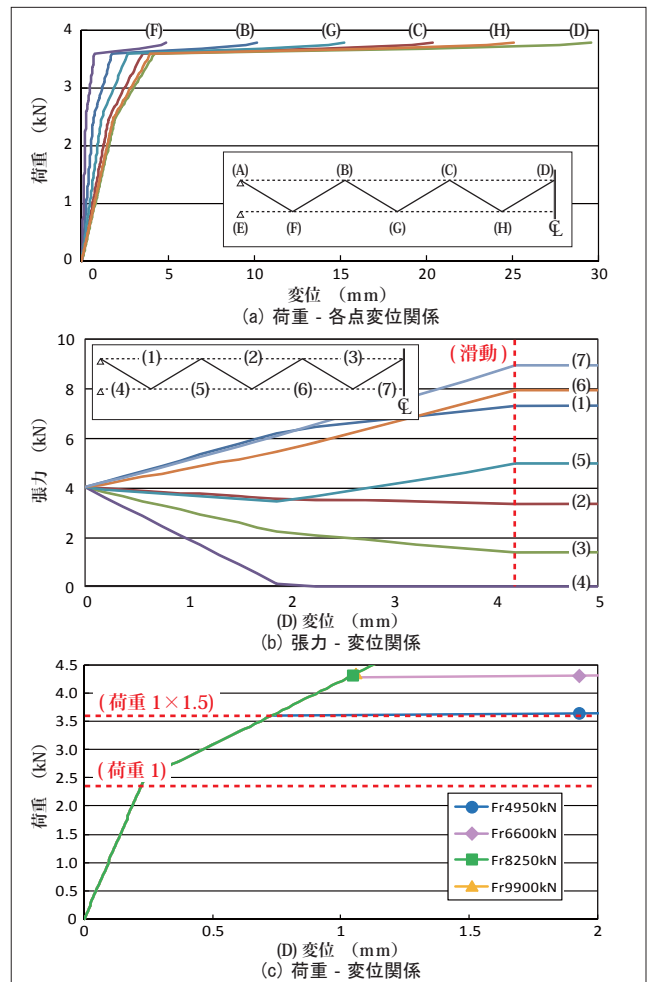 (F) (B) (G) (C) (H) (D)
4
3
2
1
0
荷重 (kN)
(A) (B) (C) (D)
(E) (F) (G) (H) ℄
0 5 10 15 20 25 30
変位 (mm)
(a) 荷重 - 各点変位関係
10
8
6
4
2
0
張力 (kN)
(1) (2) (3)
(4) (5) (6) (7) ℄
(滑動)
(7)
(6)
(1)
(5)
(2)
(3)
(4)
0 1 2 3 4 5
(D) 変位 (mm)
(b) 張力 - 変位関係
4.5
4.0
3.5
3.0
2.5
2.0
1.5
1.0
0.5
0
荷重 (kN)
(荷重 1×1.5)
(荷重 1)
Fr4950kN
Fr6600kN
Fr8250kN
Fr9900kN
0 0.5 1 1.5 2
(D) 変位 (mm)
(c) 荷重 - 変位関係